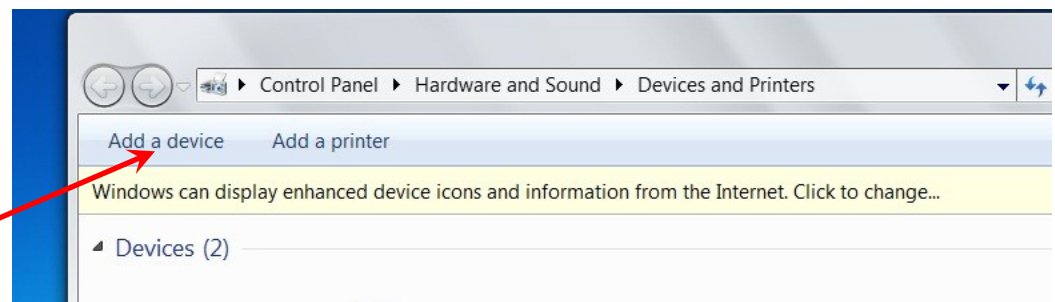 Control Panel Hardware and Sound Devices and Printers
Add a device Add a printer
Windows can display enhanced device icons and information from the Internet. Click to change...
Devices (2)